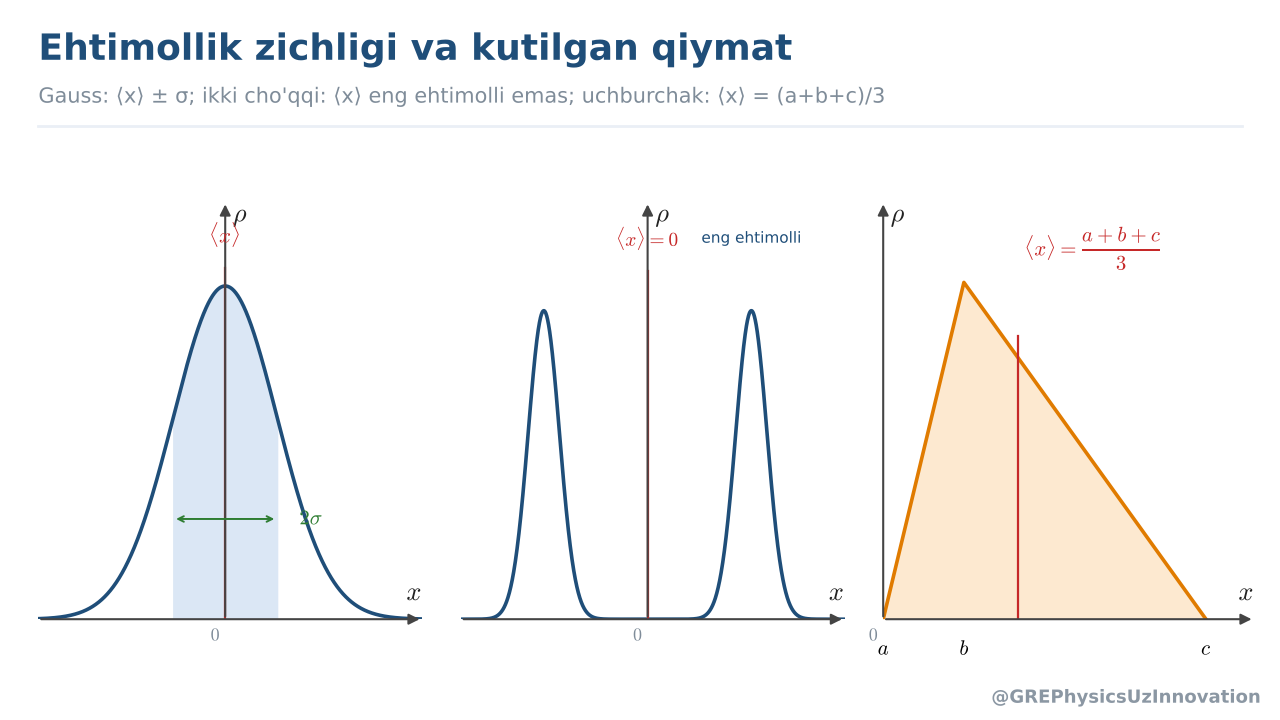 Ehtimollik zichligi va kutilgan qiymat
Gauss: ⟨x⟩ ± σ; ikki cho'qqi: ⟨x⟩ eng ehtimolli emas; uchburchak: ⟨x⟩ = (a+b+c)/3
ρ
⟨x⟩
2σ
x
0
ρ
⟨x⟩ = 0
eng ehtimolli
x
0
ρ
⟨x⟩ = \frac{a + b + c}{3}
x
0
a b c
@GREPhysicsUzInnovation